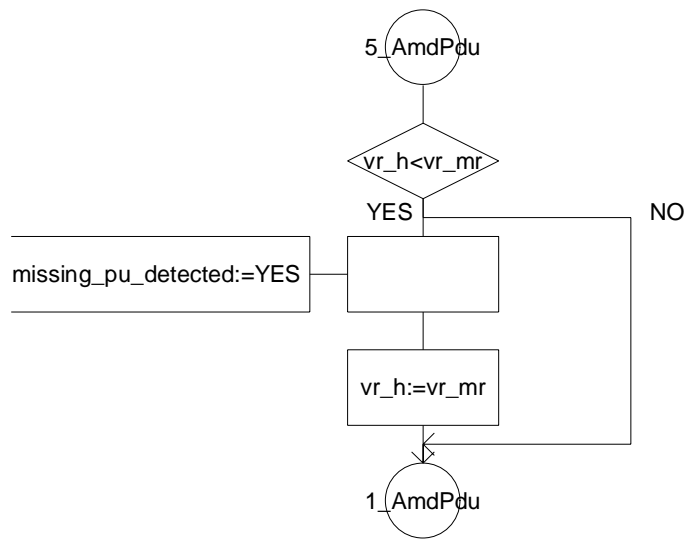 5_AmdPdu
vr_h<vr_mr
YES
NO
missing_pu_detected:=YES
vr_h:=vr_mr
1_AmdPdu